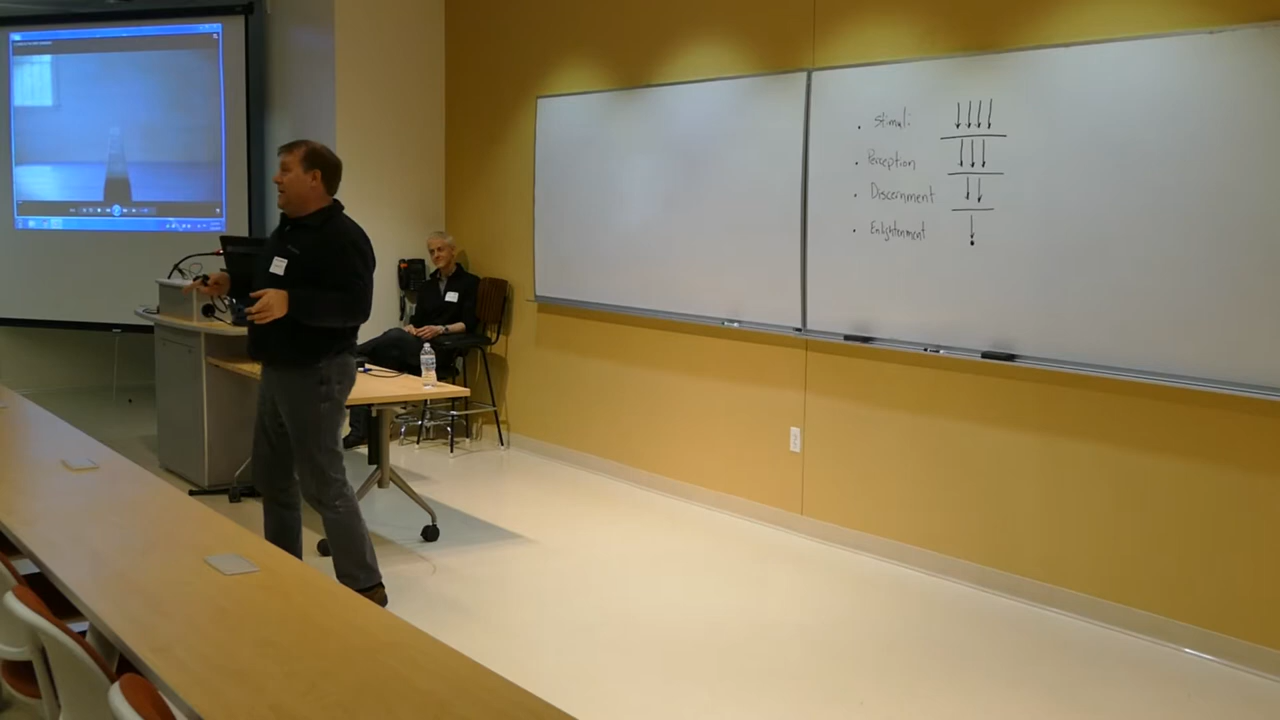 • Stimuli
• Perception
• Discernment
• Enlightenment